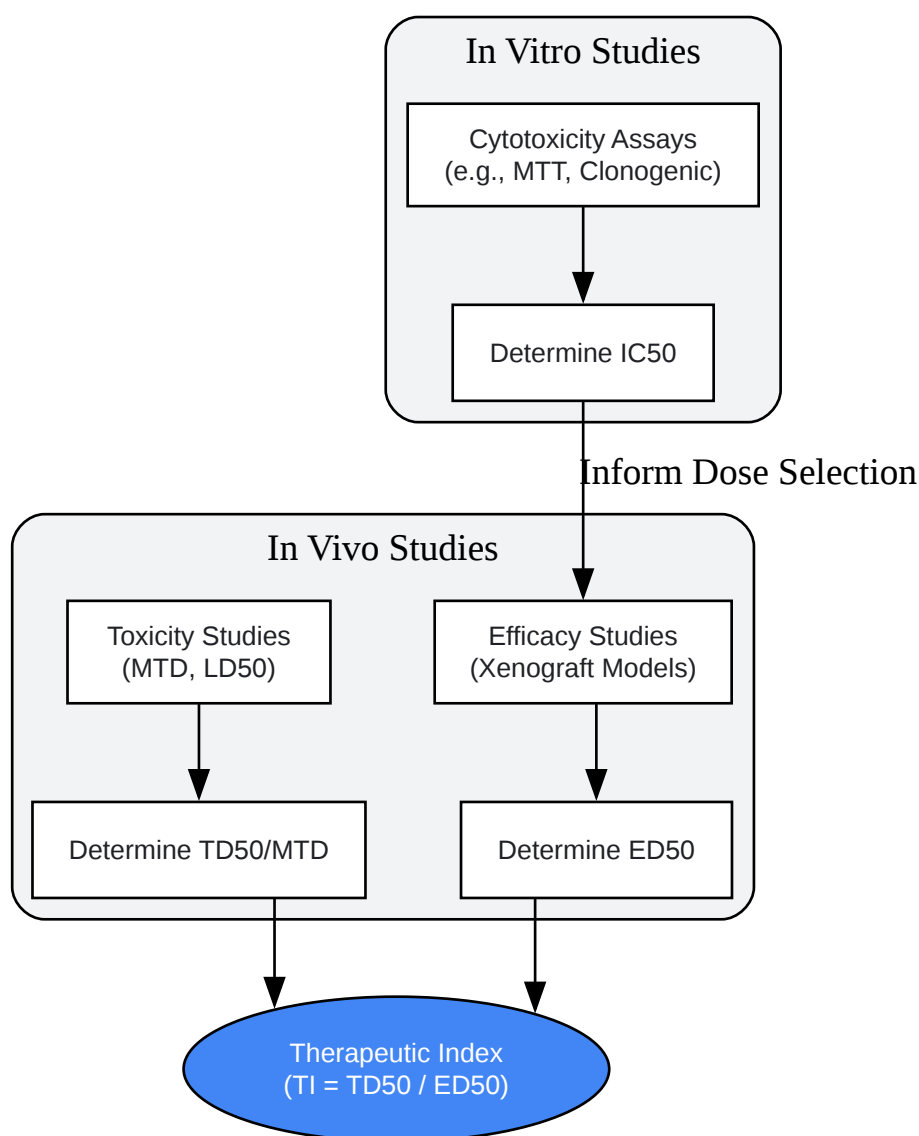 In Vitro Studies
Cytotoxicity Assays
(e.g., MTT, Clonogenic)
Determine IC50
Inform Dose Selection
In Vivo Studies
Toxicity Studies
(MTD, LD50)
Efficacy Studies
(Xenograft Models)
Determine TD50/MTD
Determine ED50
Therapeutic Index
(TI = TD50 / ED50)